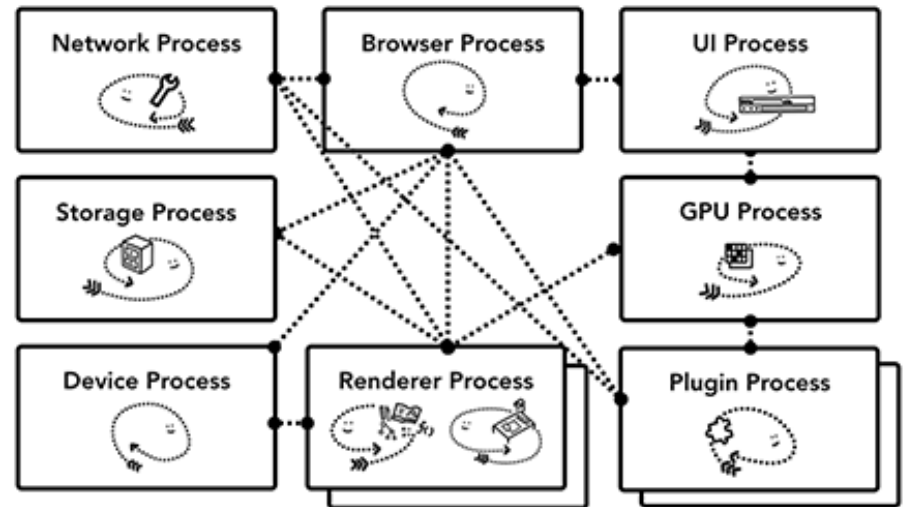 Network Process
Browser Process
UI Process
Storage Process
GPU Process
Device Process
Renderer Process
Plugin Process